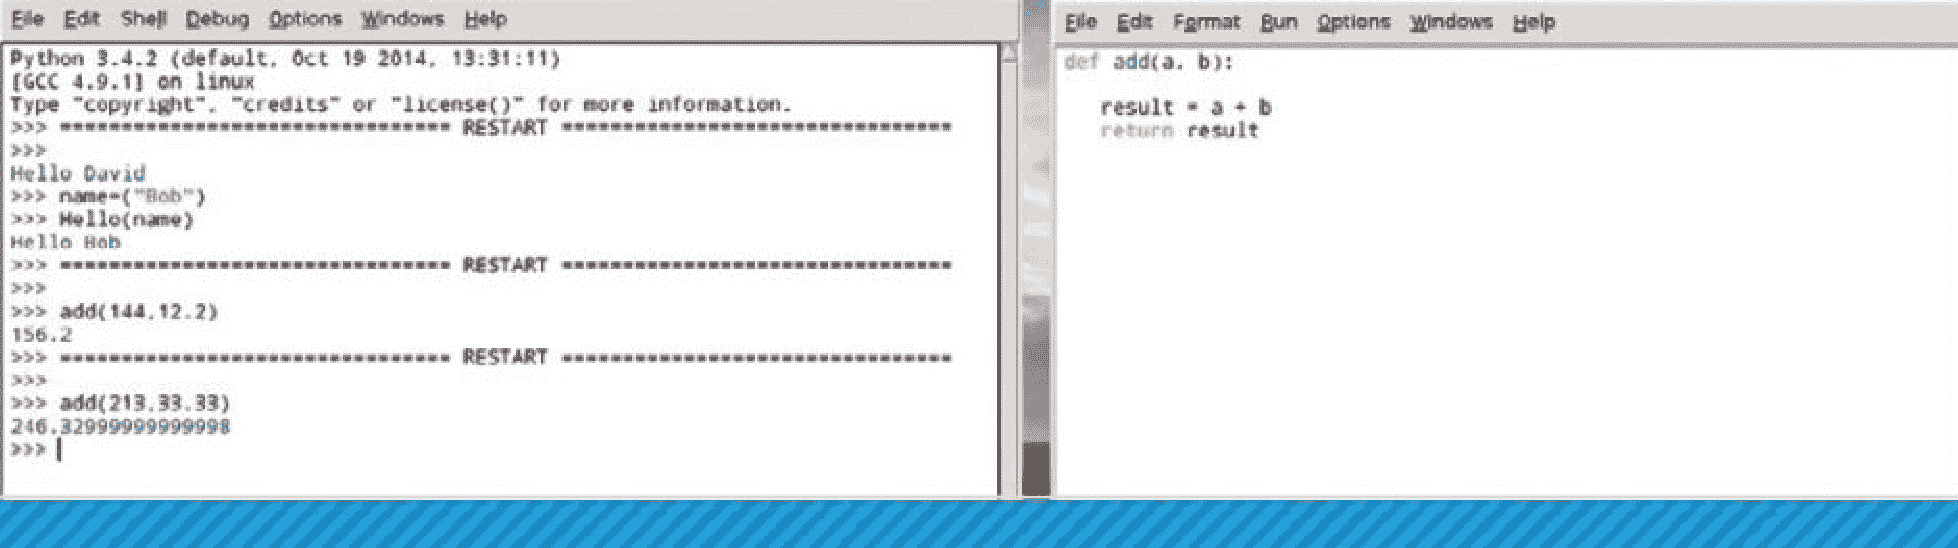 File Edit Shell Debug Options Windows Help
Python 3.4.2 (default, Oct 19 2014, 13:31:11)
[GCC 4.9.1] on linux
Type "copyright", "credits" or "license()" for more information.
>>> ================================ RESTART ================================
>>>
Hello David
>>> name=("Bob")
>>> Hello(name)
Hello Bob
>>> ================================ RESTART ================================
>>>
>>> add(144,12.2)
156.2
>>> ================================ RESTART ================================
>>>
>>> add(213,33.33)
246.32999999999998
>>>
File Edit Format Run Options Windows Help
def add(a, b):
result = a + b
return result